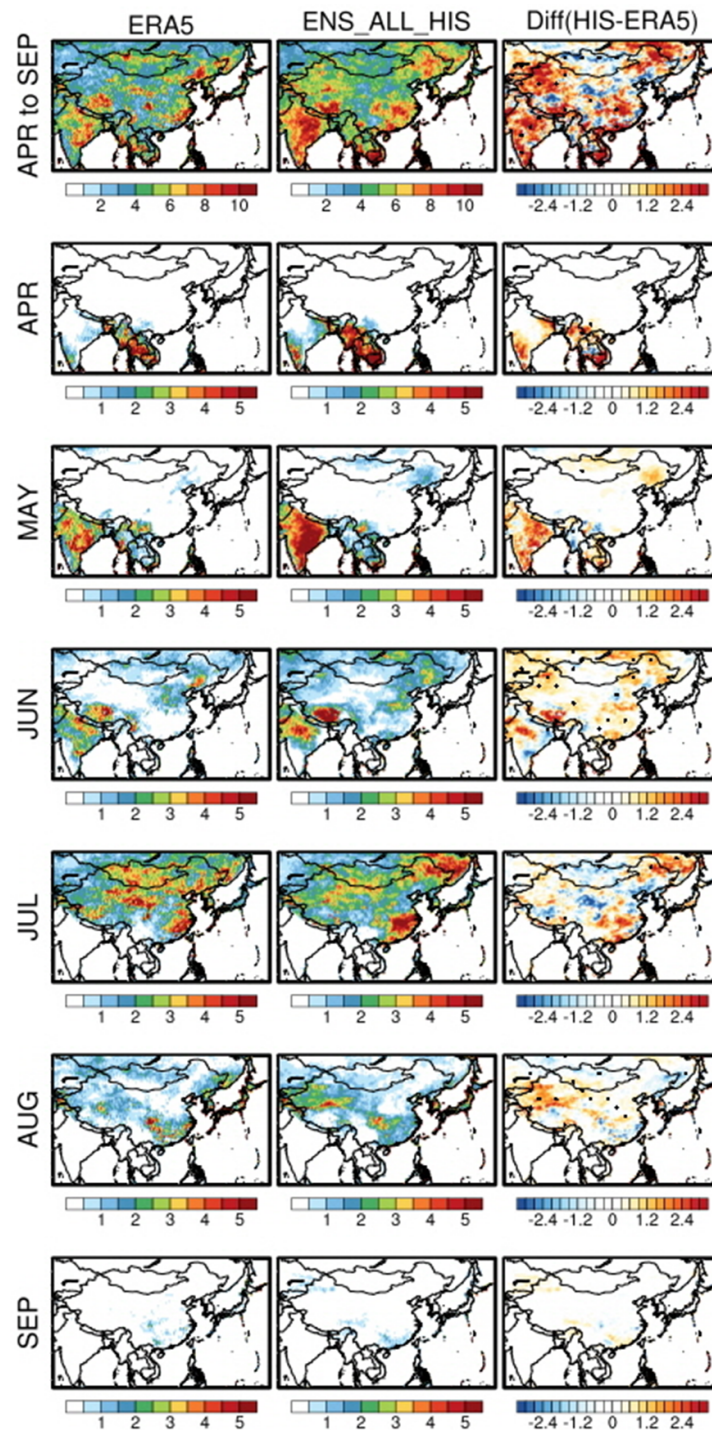 ERA5 ENS_ALL_HIS Diff(HIS-ERA5)
APR to SEP
2 4 6 8 10 2 4 6 8 10 -2.4 -1.2 0 1.2 2.4
APR
1 2 3 4 5 1 2 3 4 5 -2.4 -1.2 0 1.2 2.4
MAY
1 2 3 4 5 1 2 3 4 5 -2.4 -1.2 0 1.2 2.4
JUN
1 2 3 4 5 1 2 3 4 5 -2.4 -1.2 0 1.2 2.4
JUL
1 2 3 4 5 1 2 3 4 5 -2.4 -1.2 0 1.2 2.4
AUG
1 2 3 4 5 1 2 3 4 5 -2.4 -1.2 0 1.2 2.4
SEP
1 2 3 4 5 1 2 3 4 5 -2.4 -1.2 0 1.2 2.4